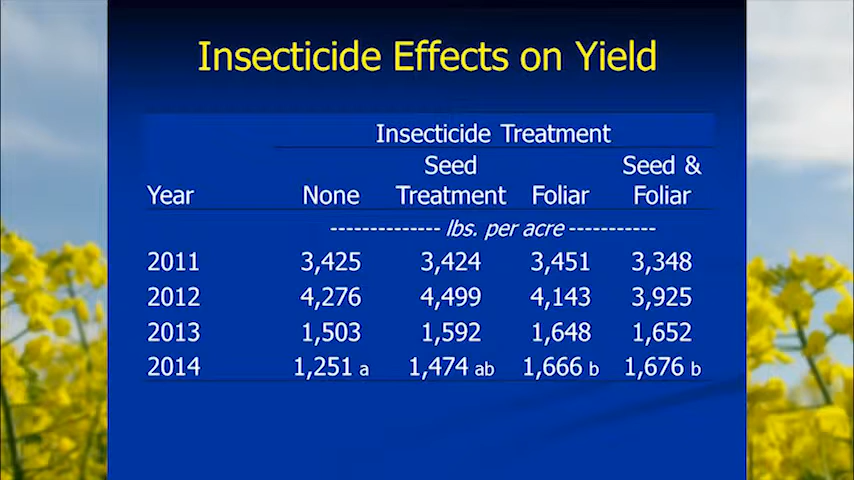 Insecticide Effects on Yield
Insecticide Treatment
Year None Seed Treatment Foliar Seed & Foliar
-------------- lbs. per acre -----------
2011 3,425 3,424 3,451 3,348
2012 4,276 4,499 4,143 3,925
2013 1,503 1,592 1,648 1,652
2014 1,251 a 1,474 ab 1,666 b 1,676 b